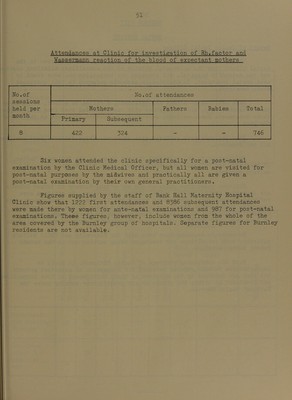 51
Attendances at Clinic for investigation of Rh.factor and
Wassermann reaction of the blood of expectant mothers
No.of sessions held per month
No.of attendances
Mothers
Fathers
Babies
Total
Primary
Subsequent
8
422
324
-
-
746
Six women attended the clinic specifically for a post-natal
examination by the Clinic Medical Officer, but all women are visited for
post-natal purposes by the midwives and practically all are given a
post-natal examination by their own general practitioners.
Figures supplied by the staff of Bank Hall Maternity Hospital
Clinic show that 1222 first attendances and 8386 subsequent attendances
were made there by women for ante-natal examinations and 987 for post-natal
examinations. These figures, however, include women from the whole of the
area covered by the Burnley group of hospitals. Separate figures for Burnley
residents are not available.